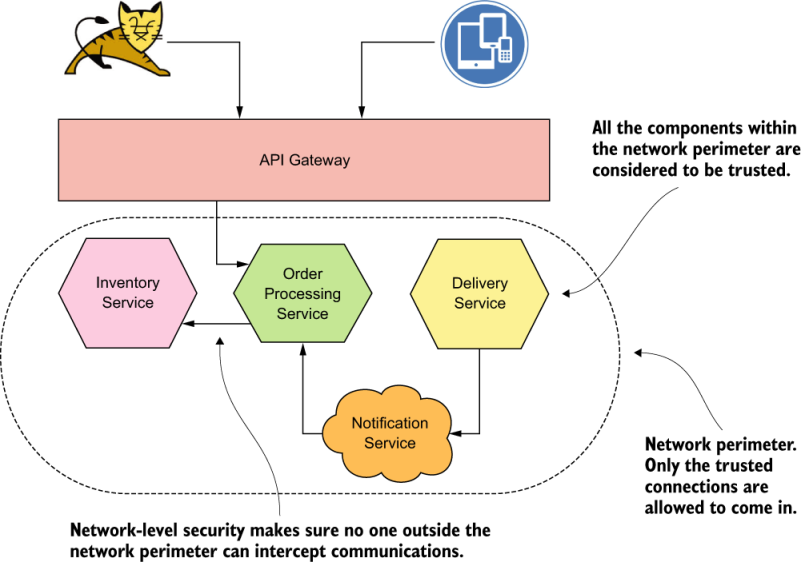 API Gateway
All the components within
the network perimeter are
considered to be trusted.
Inventory
Service
Order
Processing
Service
Delivery
Service
Notification
Service
Network perimeter.
Only the trusted
connections are
allowed to come in.
Network-level security makes sure no one outside the
network perimeter can intercept communications.